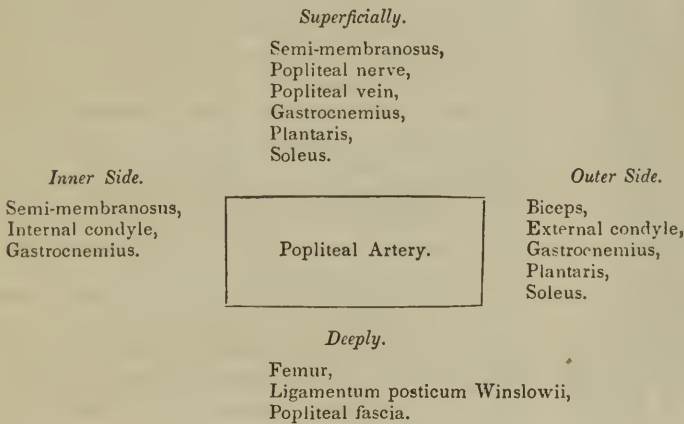 Superficially.
Semi-membranosus,
Popliteal nerve,
Popliteal vein,
Gastrocnemius,
Plantaris,
Soleus.
Inner Side.
Semi-membranosus,
Internal condyle,
Gastrocnemius.
Popliteal Artery.
Outer Side.
Biceps,
External condyle,
Gastrocnemius,
Plantaris,
Soleus.
Deeply.
Femur,
Ligamentum posticum Winslowii,
Popliteal fascia.